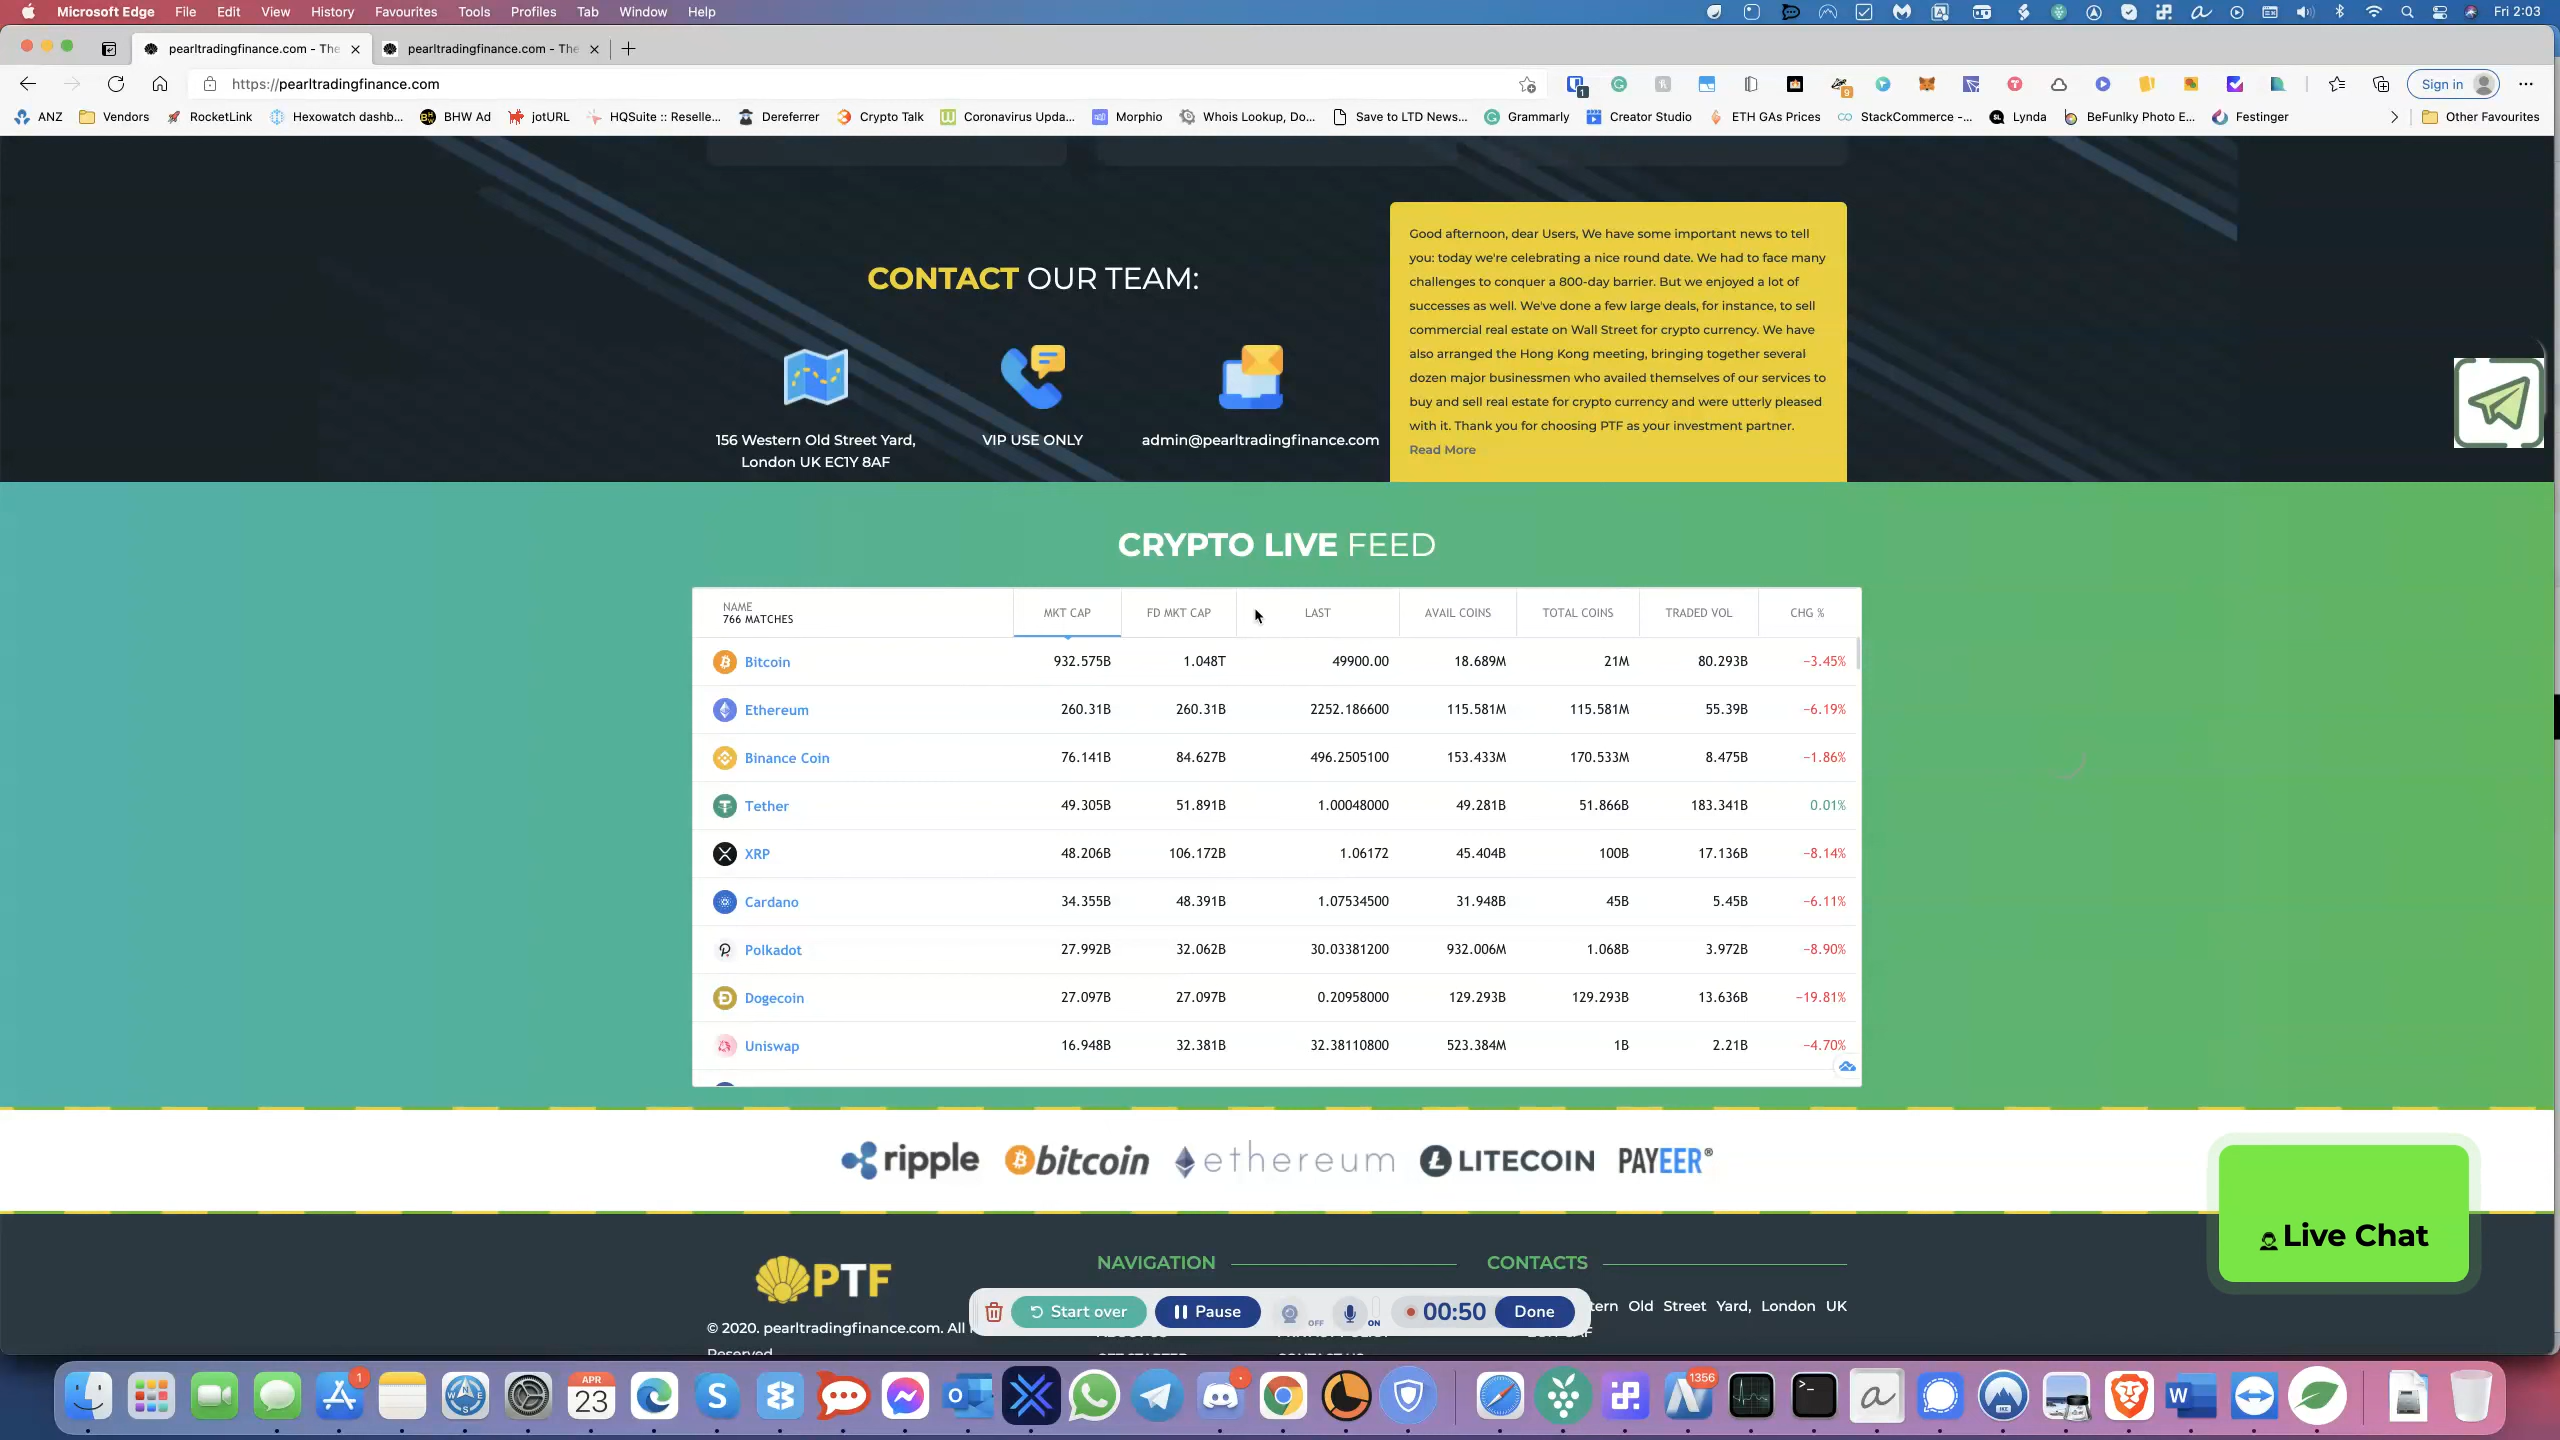 Microsoft Edge File Edit View History Favourites Tools Profiles Tab Window Help Fri 2:03
pearltradingfinance.com - The pearltradingfinance.com - The
https://pearltradingfinance.com Sign in
ANZ Vendors RocketLink Hexowatch dashb... BHW Ad jotURL HQSuite :: Reselle... Dereferrer Crypto Talk Coronavirus Upda... Morphio Whois Lookup, Do... Save to LTD News... Grammarly Creator Studio ETH GAs Prices StackCommerce -... Lynda BeFunlky Photo E... Festinger Other Favourites
CONTACT OUR TEAM:
156 Western Old Street Yard,
London UK EC1Y 8AF
VIP USE ONLY
admin@pearltradingfinance.com
Good afternoon, dear Users, We have some important news to tell
you: today we're celebrating a nice round date. We had to face many
challenges to conquer a 800-day barrier. But we enjoyed a lot of
successes as well. We've done a few large deals, for instance, to sell
commercial real estate on Wall Street for crypto currency. We have
also arranged the Hong Kong meeting, bringing together several
dozen major businessmen who availed themselves of our services to
buy and sell real estate for crypto currency and were utterly pleased
with it. Thank you for choosing PTF as your investment partner.
Read More
CRYPTO LIVE FEED
NAME
766 MATCHES
MKT CAP FD MKT CAP LAST AVAIL COINS TOTAL COINS TRADED VOL CHG %
Bitcoin 932.575B 1.048T 49900.00 18.689M 21M 80.293B −3.45%
Ethereum 260.31B 260.31B 2252.186600 115.581M 115.581M 55.39B −6.19%
Binance Coin 76.141B 84.627B 496.2505100 153.433M 170.533M 8.475B −1.86%
Tether 49.305B 51.891B 1.00048000 49.281B 51.866B 183.341B 0.01%
XRP 48.206B 106.172B 1.06172 45.404B 100B 17.136B −8.14%
Cardano 34.355B 48.391B 1.07534500 31.948B 45B 5.45B −6.11%
Polkadot 27.992B 32.062B 30.03381200 932.006M 1.068B 3.972B −8.90%
Dogecoin 27.097B 27.097B 0.20958000 129.293B 129.293B 13.636B −19.81%
Uniswap 16.948B 32.381B 32.38110800 523.384M 1B 2.21B −4.70%
ripple bitcoin ethereum LITECOIN PAYEER®
Live Chat
PTF
NAVIGATION CONTACTS
Old Street Yard, London UK
© 2020. pearltradingfinance.com. All
Reserved
Start over Pause OFF ON 00:50 Done
1
APR
23
1356